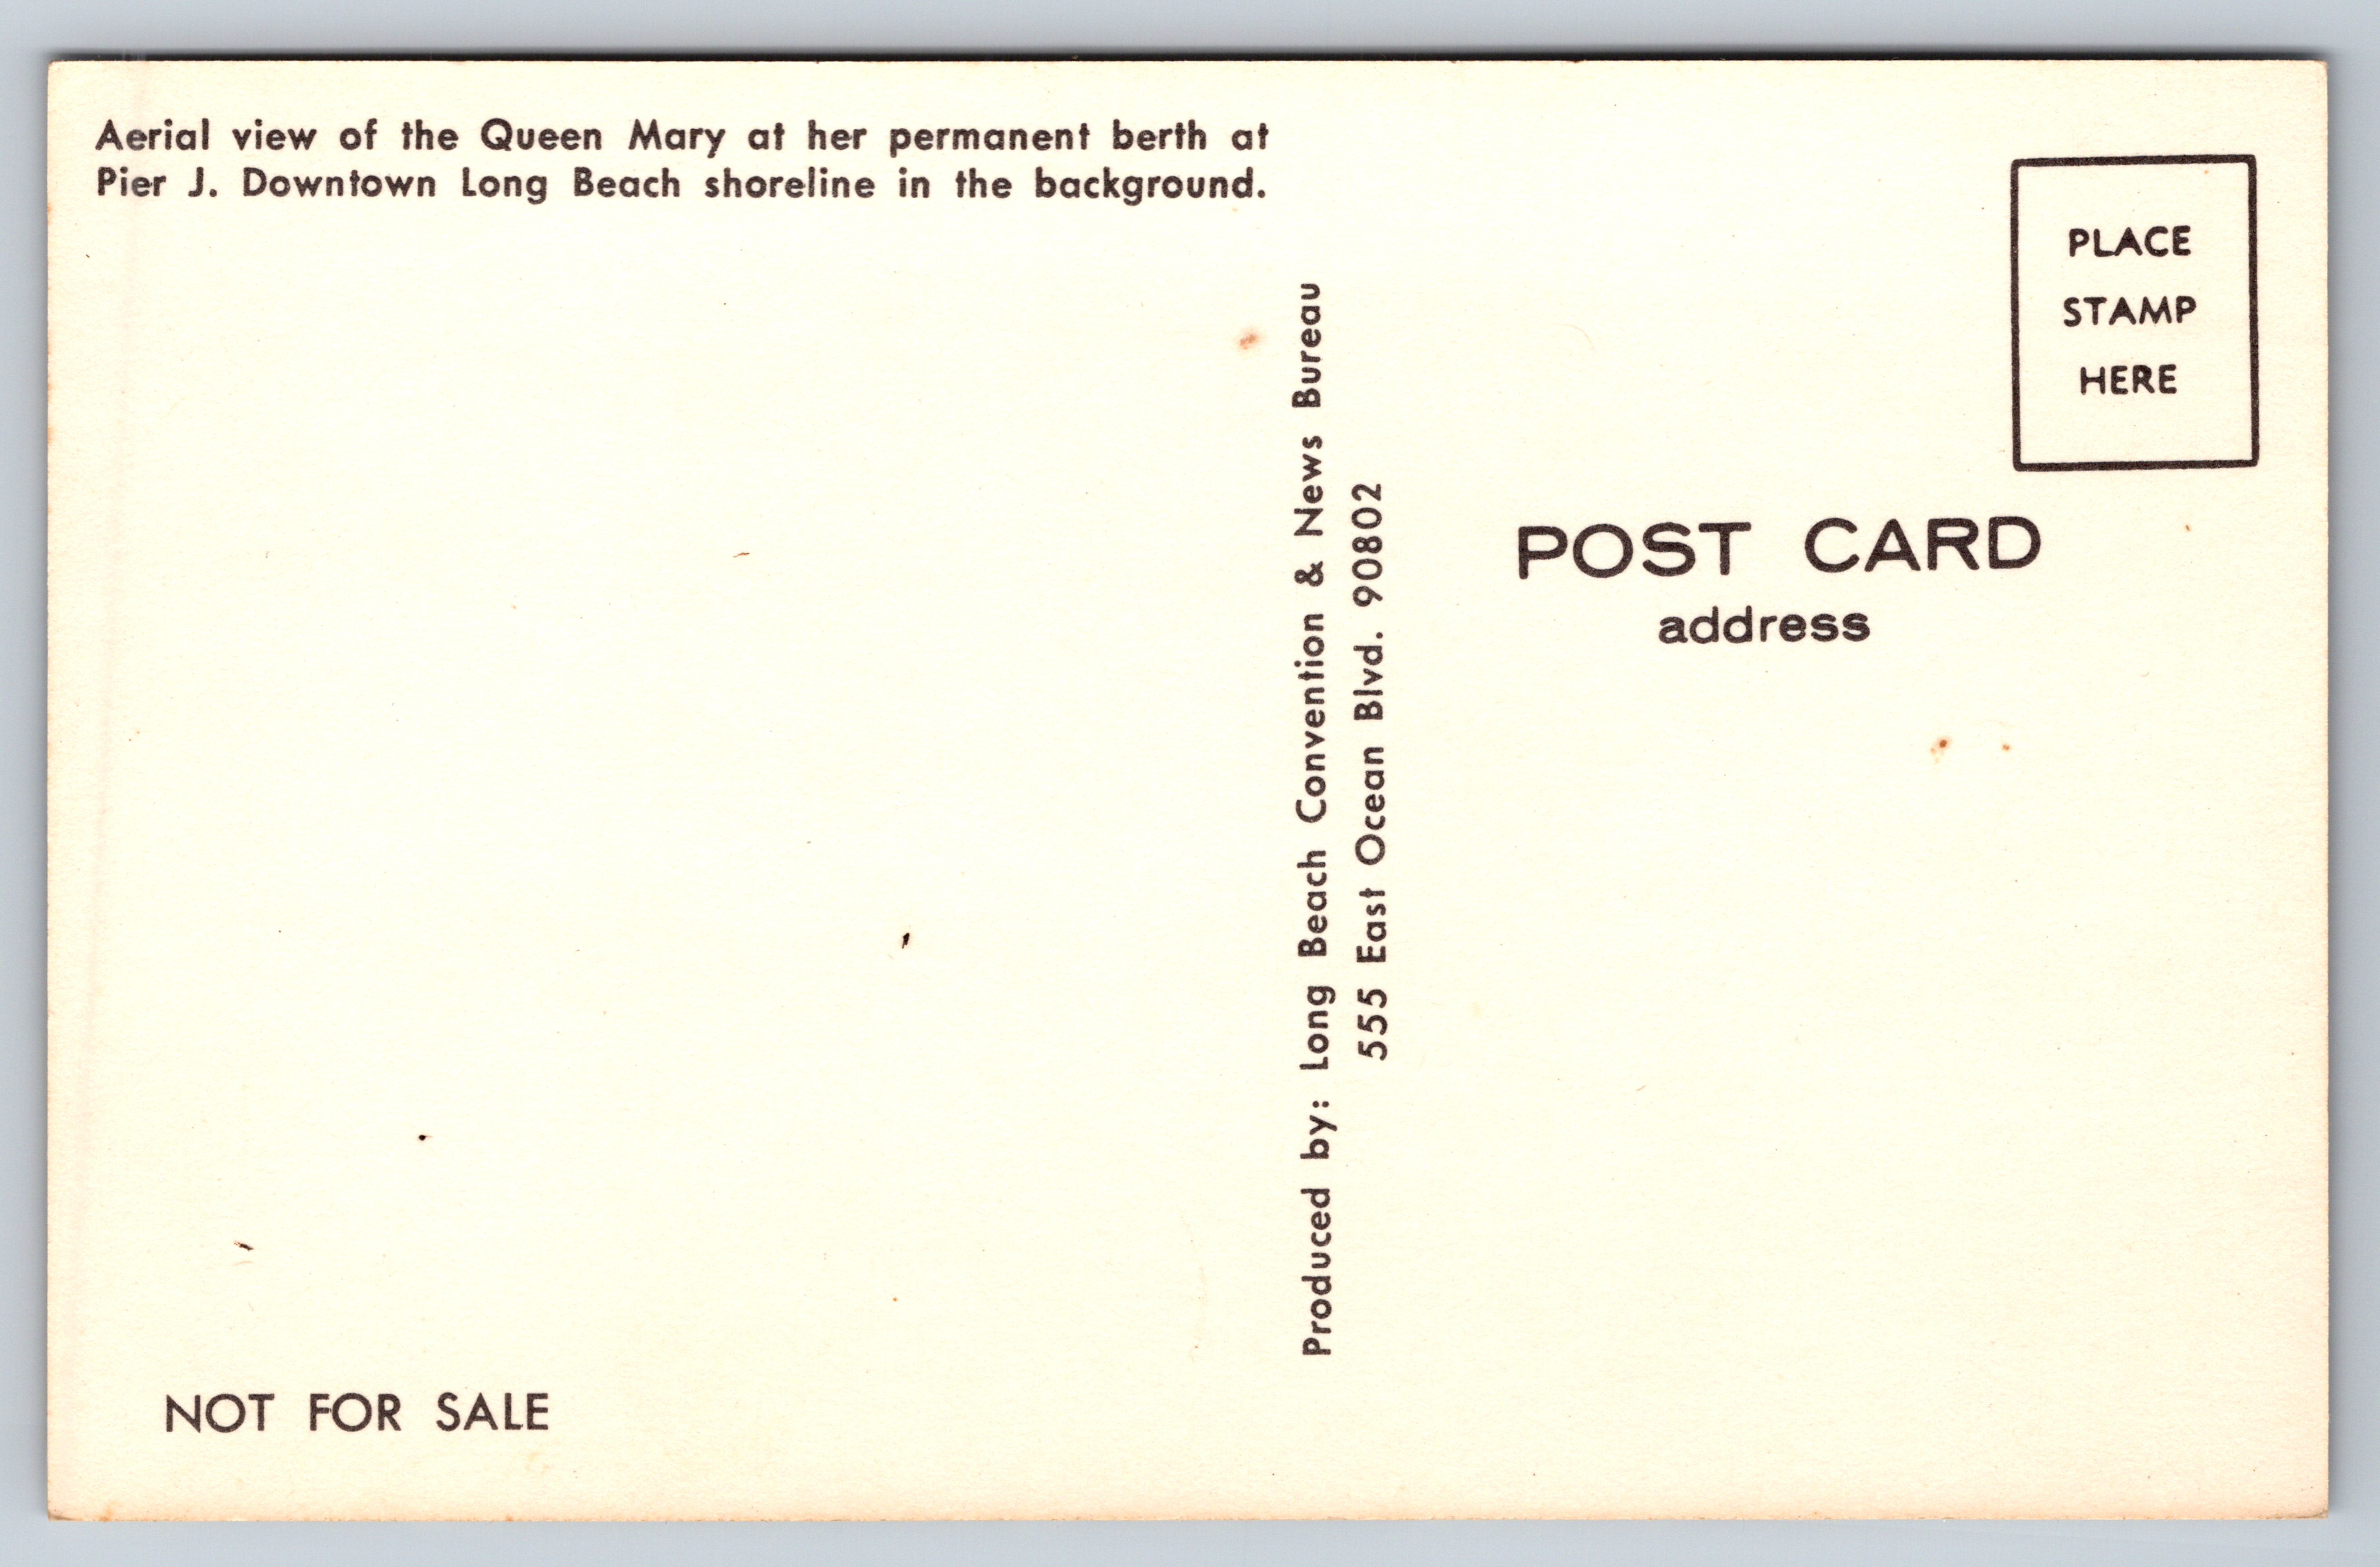 Aerial view of the Queen Mary at her permanent berth at
Pier J. Downtown Long Beach shoreline in the background.
NOT FOR SALE
Produced by: Long Beach Convention & News Bureau
555 East Ocean Blvd. 90802
PLACE
STAMP
HERE
POST CARD
address